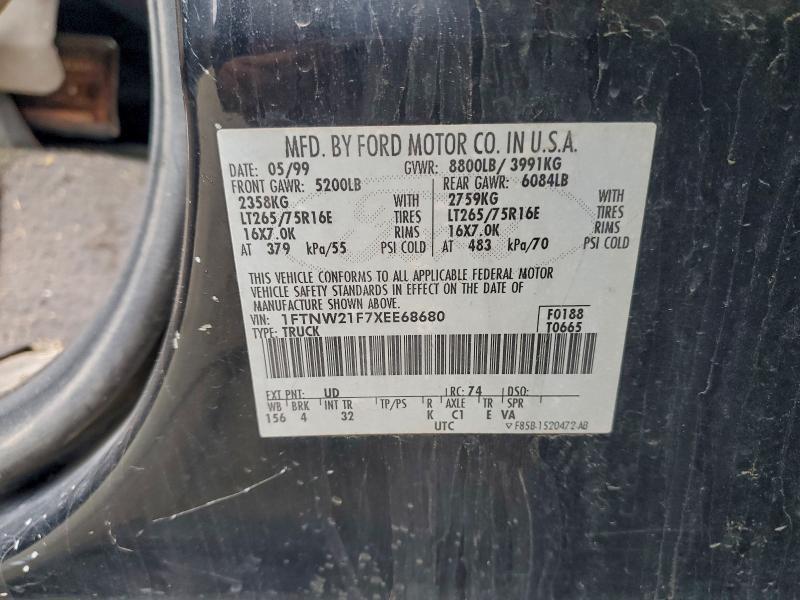 MFD. BY FORD MOTOR CO. IN U.S.A.
DATE: 05/99 GVWR: 8800LB/3991KG
FRONT GAWR: 5200LB REAR GAWR: 6084LB
2358KG WITH 2759KG WITH
LT265/75R16E TIRES LT265/75R16E TIRES
16X7.0K RIMS 16X7.0K RIMS
AT 379 kPa/55 PSI COLD AT 483 kPa/70 PSI COLD
THIS VEHICLE CONFORMS TO ALL APPLICABLE FEDERAL MOTOR
VEHICLE SAFETY STANDARDS IN EFFECT ON THE DATE OF
MANUFACTURE SHOWN ABOVE.
VIN: 1FTNW21F7XEE68680 F0188
TYPE: TRUCK T0665
EXT PNT: UD RC: 74 DSO:
WB BRK INT TR TP/PS R AXLE TR SPR
156 4 32 K C1 E VA
UTC ▽ F85B-1520472-AB